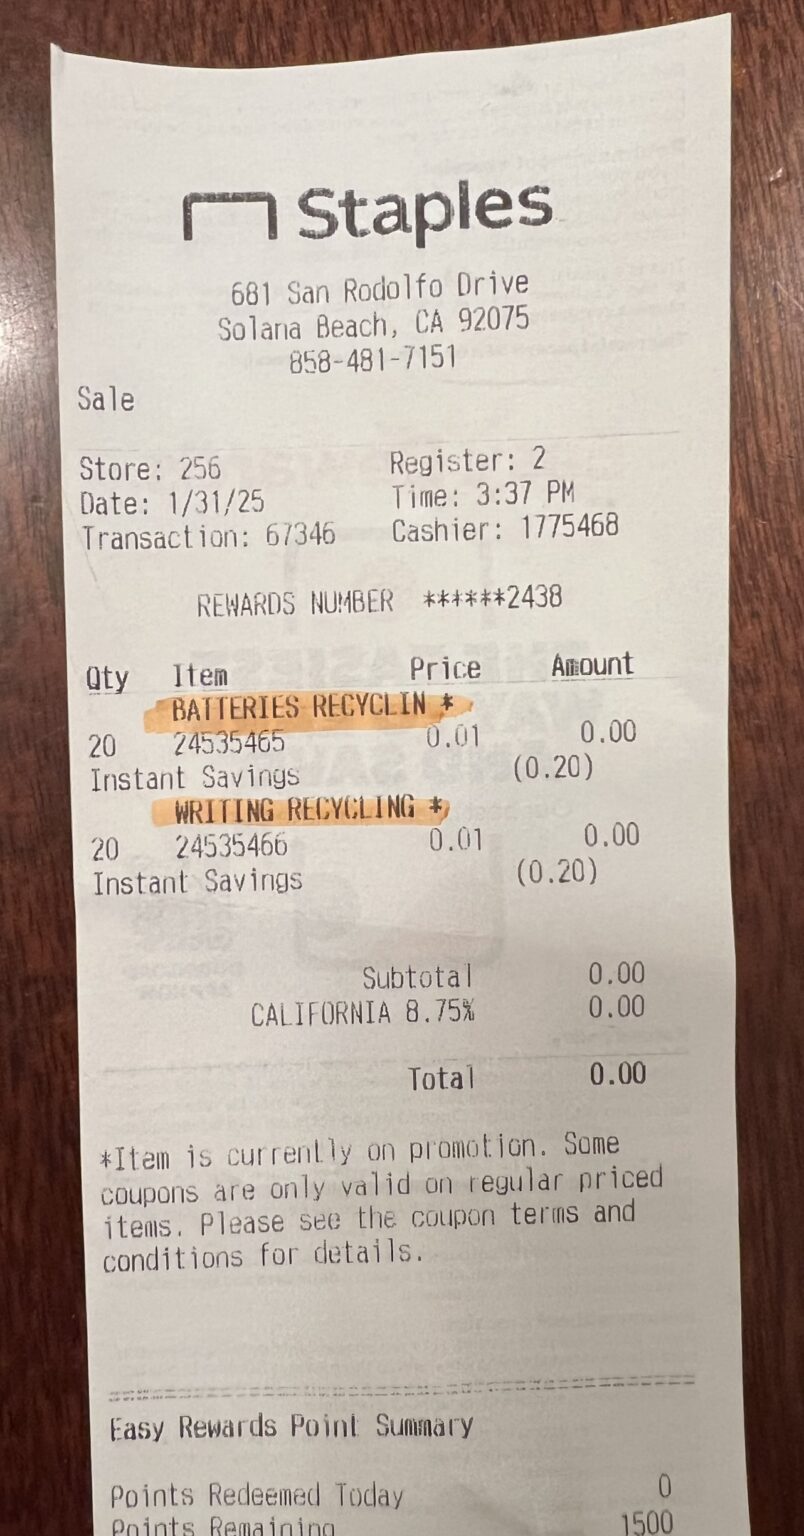 Staples
681 San Rodolfo Drive
Solana Beach, CA 92075
858-481-7151
Sale
Store: 256 Register: 2
Date: 1/31/25 Time: 3:37 PM
Transaction: 67346 Cashier: 1775468
REWARDS NUMBER ******2438
Qty Item Price Amount
BATTERIES RECYCLIN *
20 24535465 0.01 0.00
Instant Savings (0.20)
WRITING RECYCLING *
20 24535466 0.01 0.00
Instant Savings (0.20)
Subtotal 0.00
CALIFORNIA 8.75% 0.00
Total 0.00
*Item is currently on promotion. Some
coupons are only valid on regular priced
items. Please see the coupon terms and
conditions for details.
Easy Rewards Point Summary
Points Redeemed Today 0
Points Remaining 1500